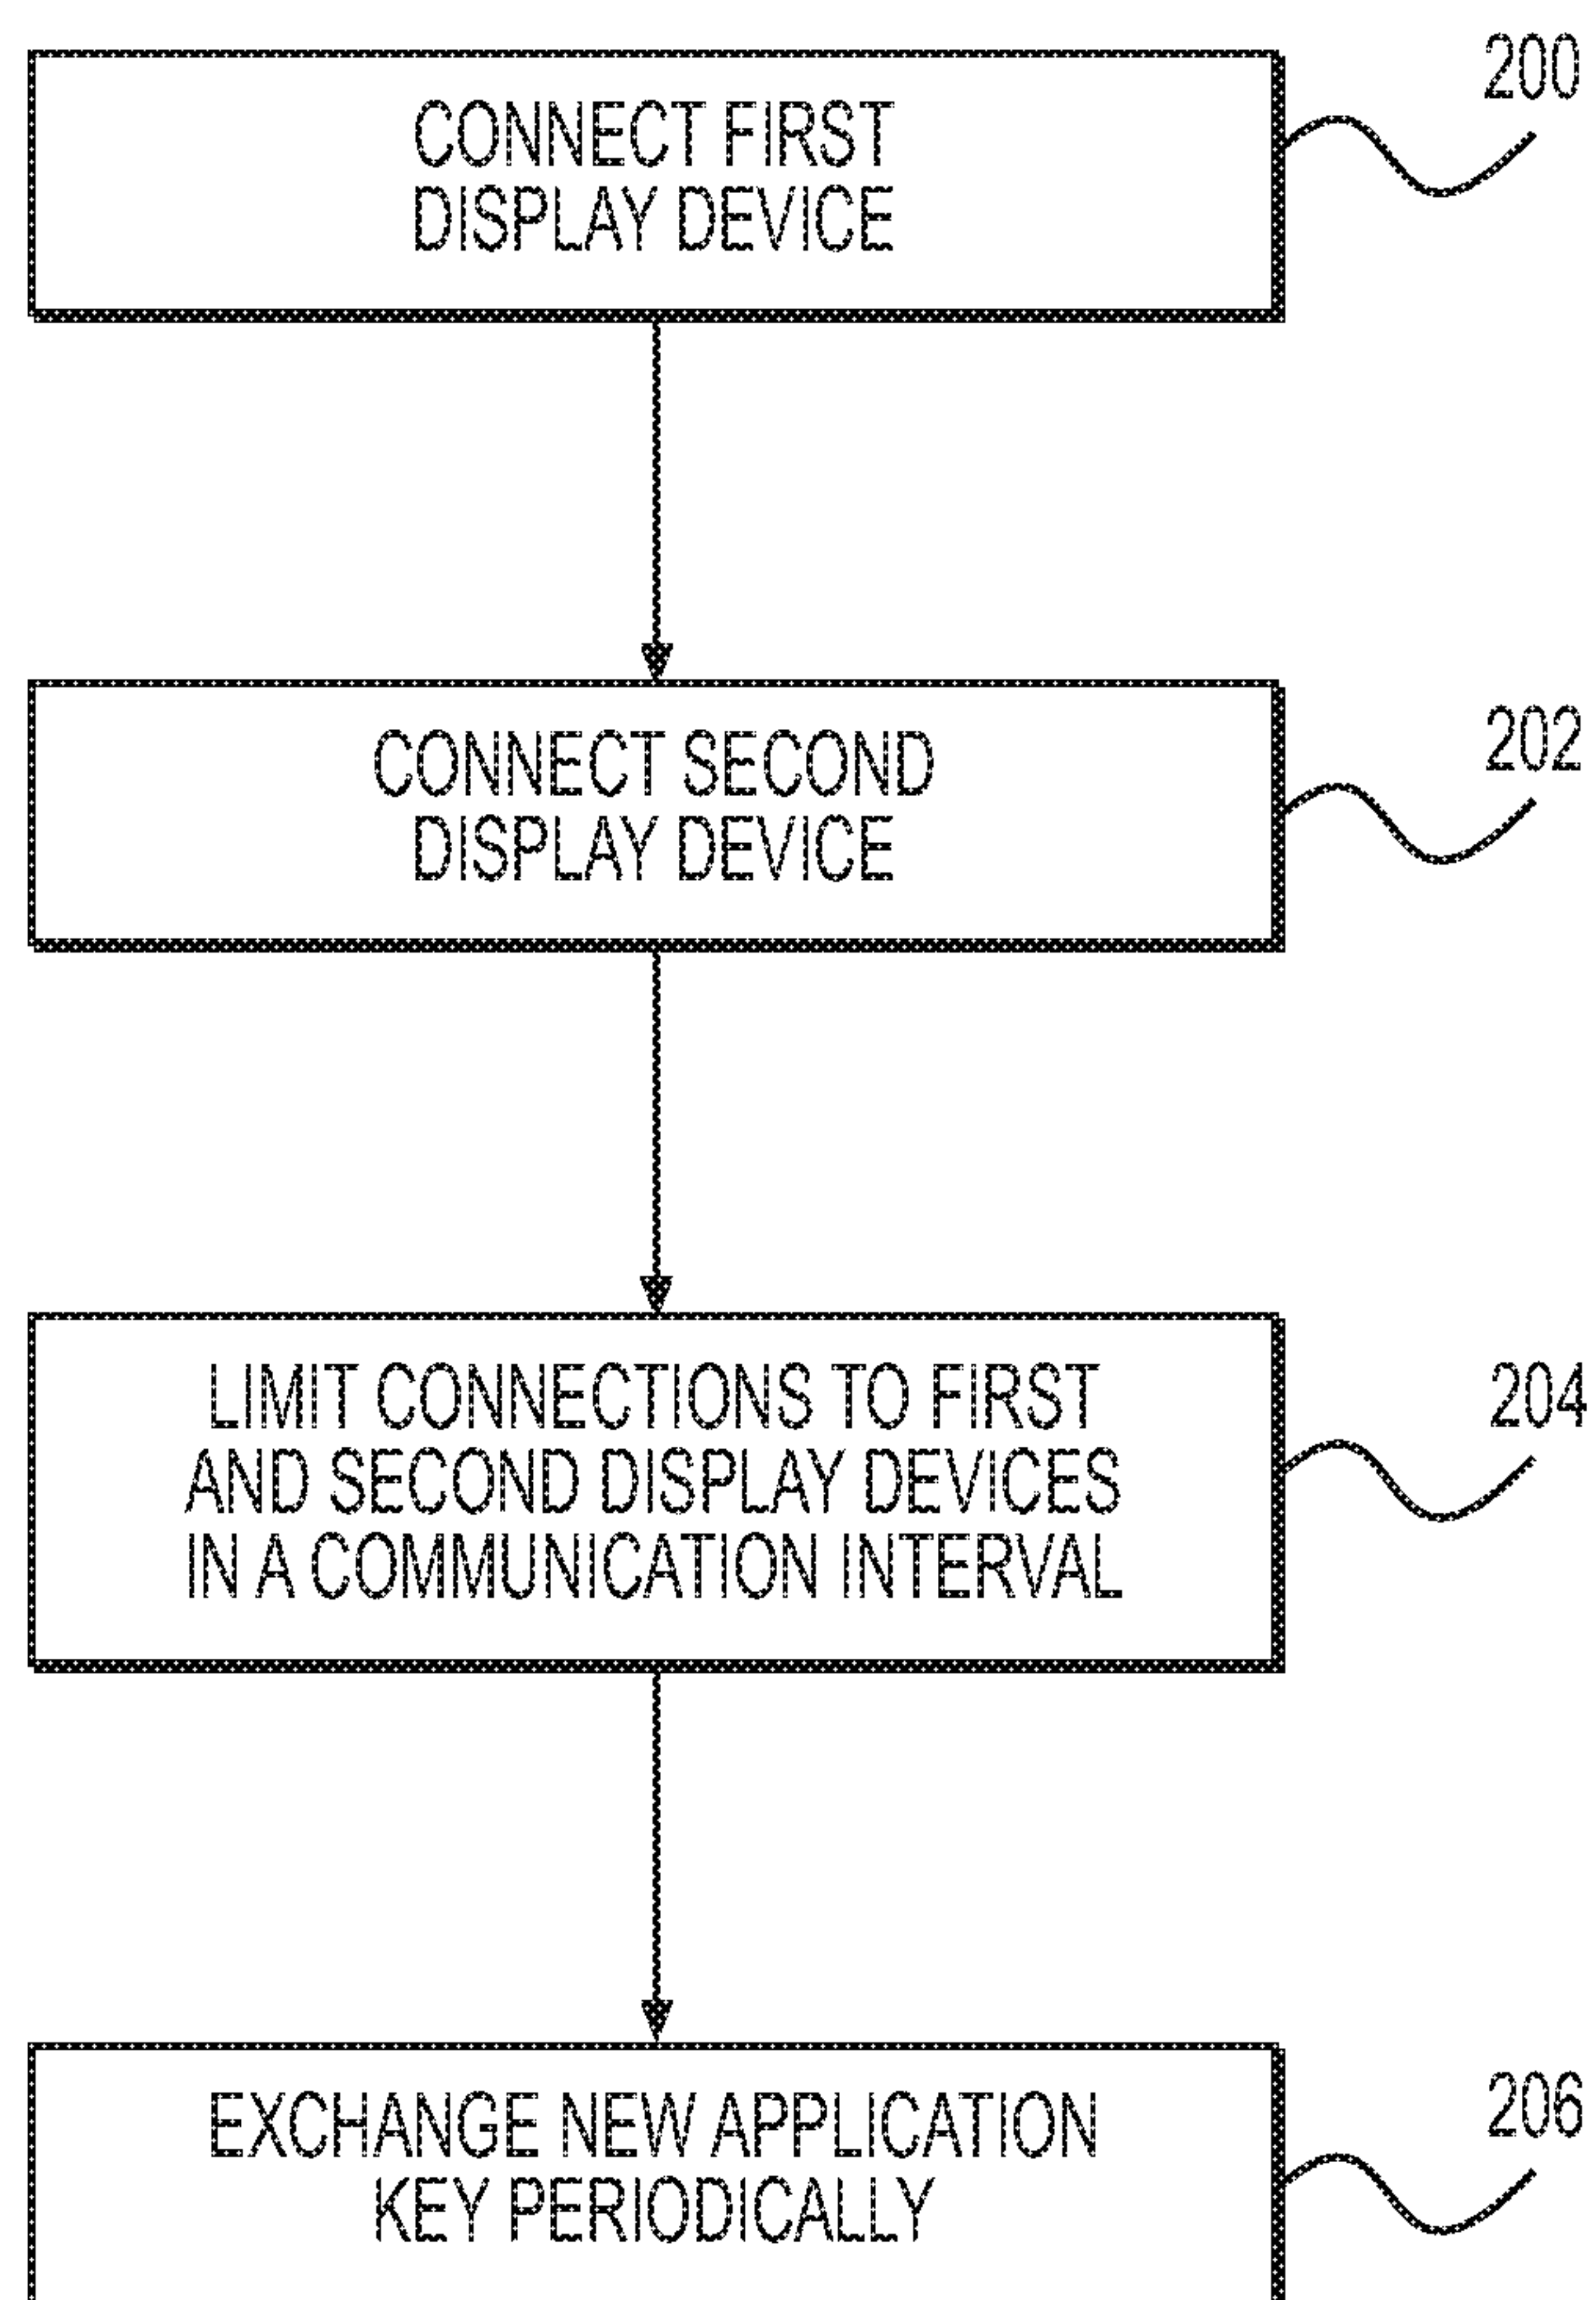 200
CONNECT FIRST
DISPLAY DEVICE
202
CONNECT SECOND
DISPLAY DEVICE
204
LIMIT CONNECTIONS TO FIRST
AND SECOND DISPLAY DEVICES
IN A COMMUNICATION INTERVAL
206
EXCHANGE NEW APPLICATION
KEY PERIODICALLY